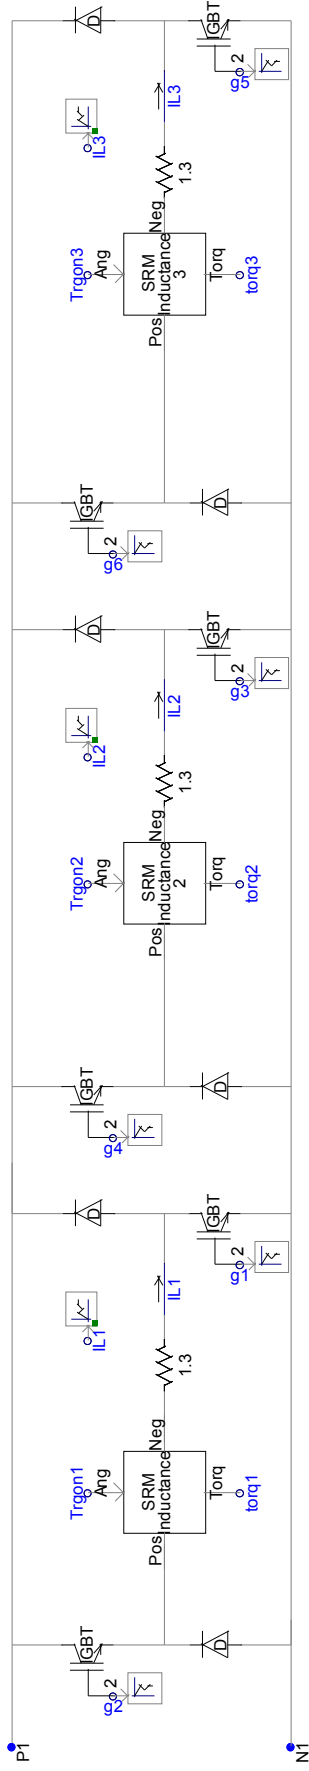 D
IGBT
2
g5
IL3
IL3
1.3
Neg
Trgon3
Ang
SRM
3
Inductance
Torq
torq3
Pos
IGBT
2
g6
D
D
IGBT
2
g3
IL2
IL2
1.3
Neg
Trgon2
Ang
SRM
2
Inductance
Torq
torq2
Pos
IGBT
2
g4
D
D
IGBT
2
g1
IL1
IL1
1.3
Neg
Trgon1
Ang
SRM
Inductance
Torq
torq1
Pos
IGBT
2
g2
D
P1
N1